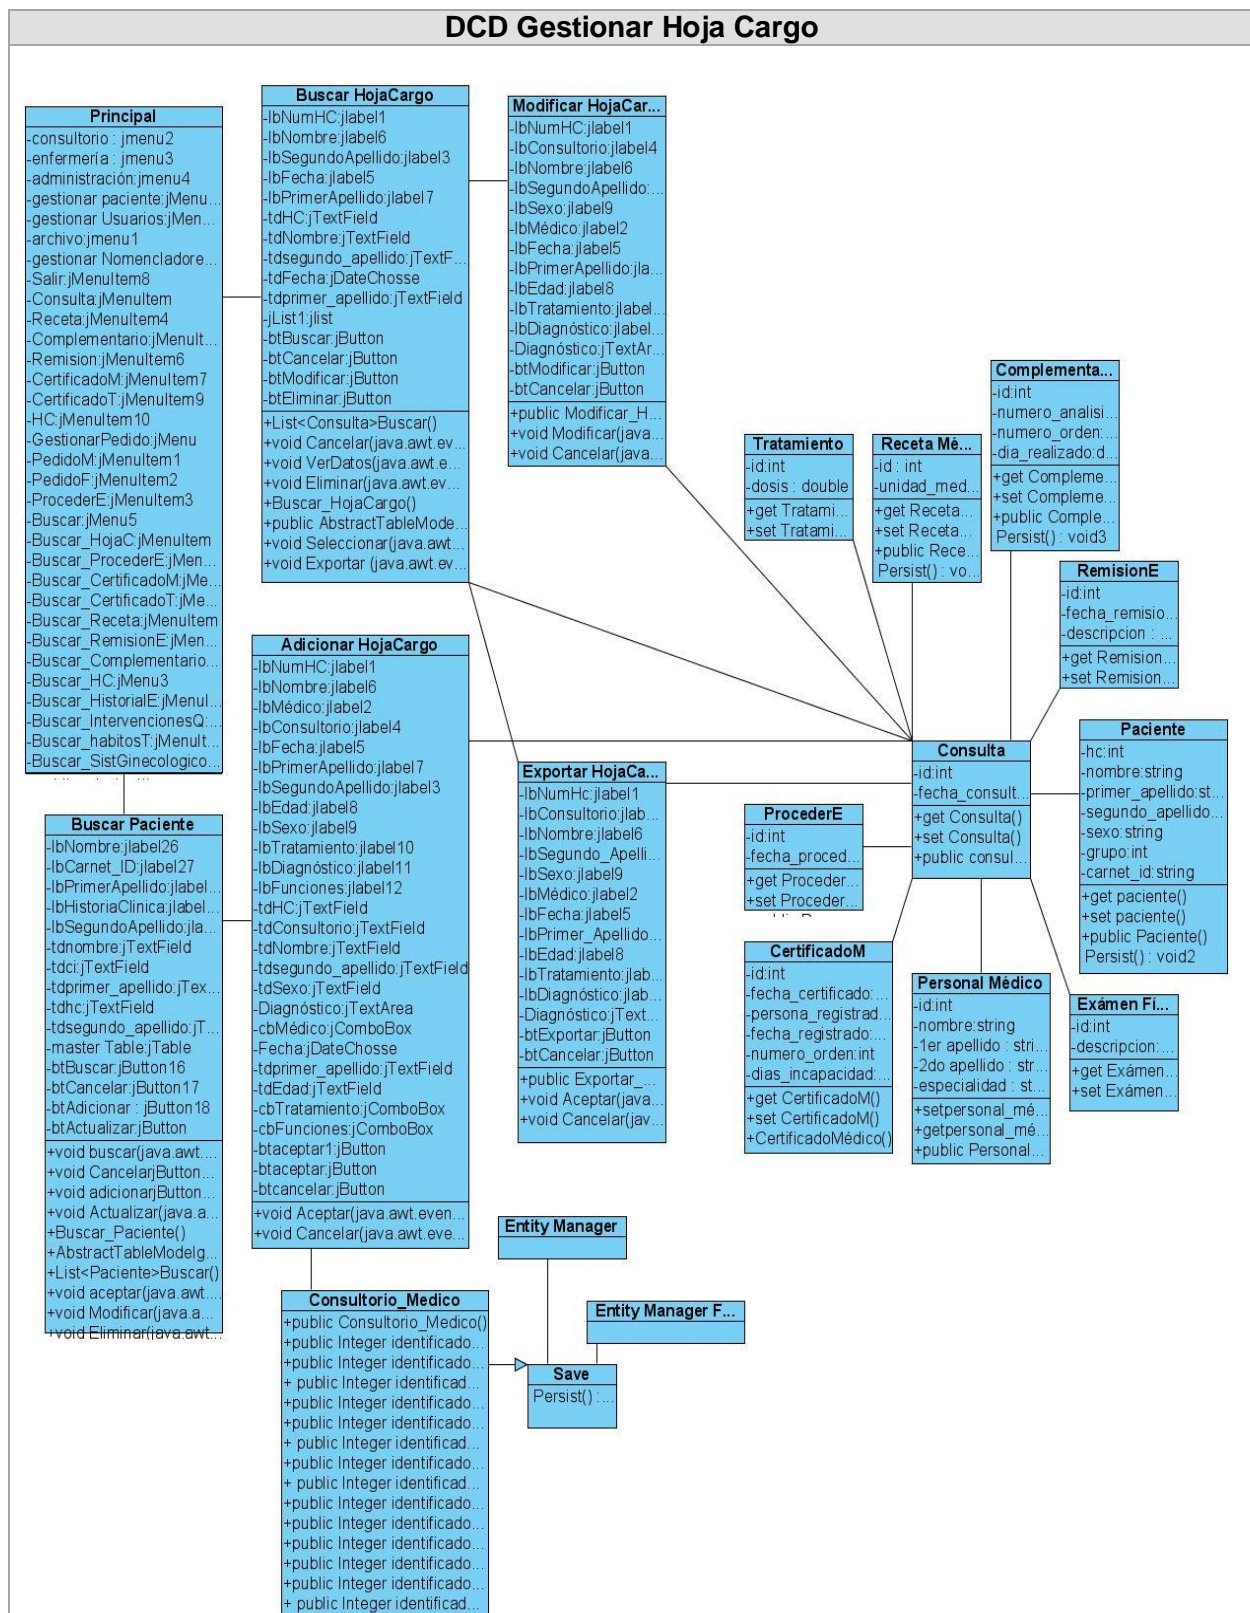 DCD Gestionar Hoja Cargo
Principal
-consultorio : jmenu2
-enfermería : jmenu3
-administración:jmenu4
-gestionar paciente:jMenu...
-gestionar Usuarios:jMen...
-archivo:jmenu1
-gestionar Nomencladore...
-Salir:jMenuItem8
-Consulta:jMenuItem
-Receta:jMenuItem4
-Complementario:jMenuIt...
-Remision:jMenuItem6
-CertificadoM:jMenuItem7
-CertificadoT:jMenuItem9
-HC:jMenuItem10
-GestionarPedido:jMenu
-PedidoM:jMenuItem1
-PedidoF:jMenuItem2
-ProcederE:jMenuItem3
-Buscar:jMenu5
-Buscar_HojaC:jMenuItem
-Buscar_ProcederE:jMen...
-Buscar_CertificadoM:jMe...
-Buscar_CertificadoT:jMe...
-Buscar_Receta:jMenuItem
-Buscar_RemisionE:jMen...
-Buscar_Complementario...
-Buscar_HC:jMenu3
-Buscar_HistorialE:jMenuI...
-Buscar_IntervencionesQ:...
-Buscar_habitosT:jMenuIt...
-Buscar_SistGinecologico...
Buscar HojaCargo
-lbNumHC:jlabel1
-lbNombre:jlabel6
-lbSegundoApellido:jlabel3
-lbFecha:jlabel5
-lbPrimerApellido:jlabel7
-tdHC:jTextField
-tdNombre:jTextField
-tdsegundo_apellido:jTextF...
-tdFecha:jDateChosse
-tdprimer_apellido:jTextField
-jList1:jlist
-btBuscar:jButton
-btCancelar:jButton
-btModificar:jButton
-btEliminar:jButton
+List<Consulta>Buscar()
+void Cancelar(java.awt.ev...
+void VerDatos(java.awt.e...
+void Eliminar(java.awt.ev...
+Buscar_HojaCargo()
+public AbstractTableMode...
+void Seleccionar(java.awt...
+void Exportar (java.awt.ev...
Modificar HojaCar...
-lbNumHC:jlabel1
-lbConsultorio:jlabel4
-lbNombre:jlabel6
-lbSegundoApellido:...
-lbSexo:jlabel9
-lbMédico:jlabel2
-lbFecha:jlabel5
-lbPrimerApellido:jla...
-lbEdad:jlabel8
-lbTratamiento:jlabel...
-lbDiagnóstico:jlabel...
-Diagnóstico:jTextAr...
-btModificar:jButton
-btCancelar:jButton
+public Modificar_H...
+void Modificar(java...
+void Cancelar(java...
Tratamiento
-id:int
-dosis : double
+get Tratami...
+set Tratami...
Receta Mé...
-id : int
-unidad_med...
+get Receta...
+set Receta...
+public Rece...
Persist() : vo...
Complementa...
-id:int
-numero_analisi...
-numero_orden:...
-dia_realizado:d...
+get Compleme...
+set Compleme...
+public Comple...
Persist() : void3
RemisionE
-id:int
-fecha_remisio...
-descripcion : ...
+get Remision...
+set Remision...
Adicionar HojaCargo
-lbNumHC:jlabel1
-lbNombre:jlabel6
-lbMédico:jlabel2
-lbConsultorio:jlabel4
-lbFecha:jlabel5
-lbPrimerApellido:jlabel7
-lbSegundoApellido:jlabel3
-lbEdad:jlabel8
-lbSexo:jlabel9
-lbTratamiento:jlabel10
-lbDiagnóstico:jlabel11
-lbFunciones:jlabel12
-tdHC:jTextField
-tdConsultorio:jTextField
-tdNombre:jTextField
-tdsegundo_apellido:jTextField
-tdSexo:jTextField
-Diagnóstico:jTextArea
-cbMédico:jComboBox
-Fecha:jDateChosse
-tdprimer_apellido:jTextField
-tdEdad:jTextField
-cbTratamiento:jComboBox
-cbFunciones:jComboBox
-btaceptar1:jButton
-btaceptar:jButton
-btcancelar:jButton
+void Aceptar(java.awt.even...
+void Cancelar(java.awt.eve...
Exportar HojaCa...
-lbNumHc:jlabel1
-lbConsultorio:jlab...
-lbNombre:jlabel6
-lbSegundo_Apelli...
-lbSexo:jlabel9
-lbMédico:jlabel2
-lbFecha:jlabel5
-lbPrimer_Apellido...
-lbEdad:jlabel8
-lbTratamiento:jlab...
-lbDiagnóstico:jlab...
-Diagnóstico:jText...
-btExportar:jButton
-btCancelar:jButton
+public Exportar_...
+void Aceptar(java...
+void Cancelar(jav...
Consulta
-id:int
-fecha_consult...
+get Consulta()
+set Consulta()
+public consul...
Paciente
-hc:int
-nombre:string
-primer_apellido:st...
-segundo_apellido...
-sexo:string
-grupo:int
-carnet_id:string
+get paciente()
+set paciente()
+public Paciente()
Persist() : void2
ProcederE
-id:int
-fecha_proced...
+get Proceder...
+set Proceder...
Buscar Paciente
-lbNombre:jlabel26
-lbCarnet_ID:jlabel27
-lbPrimerApellido:jlabel...
-lbHistoriaClinica:jlabel...
-lbSegundoApellido:jla...
-tdnombre:jTextField
-tdci:jTextField
-tdprimer_apellido:jTex...
-tdhc:jTextField
-tdsegundo_apellido:jT...
-master Table:jTable
-btBuscar:jButton16
-btCancelar:jButton17
-btAdicionar : jButton18
-btActualizar:jButton
+void buscar(java.awt....
+void CancelarjButton...
+void adicionarjButton...
+void Actualizar(java.a...
+Buscar_Paciente()
+AbstractTableModelg...
+List<Paciente>Buscar()
+void aceptar(java.awt...
+void Modificar(java.a...
+void Eliminar(java.awt...
CertificadoM
-id:int
-fecha_certificado:...
-persona_registrad...
-fecha_registrado:...
-numero_orden:int
-dias_incapacidad:...
+get CertificadoM()
+set CertificadoM()
+CertificadoMédico()
Personal Médico
-id:int
-nombre:string
-1er apellido : stri...
-2do apellido : str...
-especialidad : st...
+setpersonal_mé...
+getpersonal_mé...
+public Personal...
Exámen Fí...
-id:int
-descripcion:...
+get Exámen...
+set Exámen...
Entity Manager
Entity Manager F...
Save
Persist() :...
Consultorio_Medico
+public Consultorio_Medico()
+public Integer identificado...
+public Integer identificado...
+ public Integer identificad...
+public Integer identificado...
+public Integer identificado...
+ public Integer identificad...
+public Integer identificado...
+ public Integer identificad...
+public Integer identificado...
+public Integer identificado...
+public Integer identificado...
+public Integer identificado...
+public Integer identificado...
+ public Integer identificad...